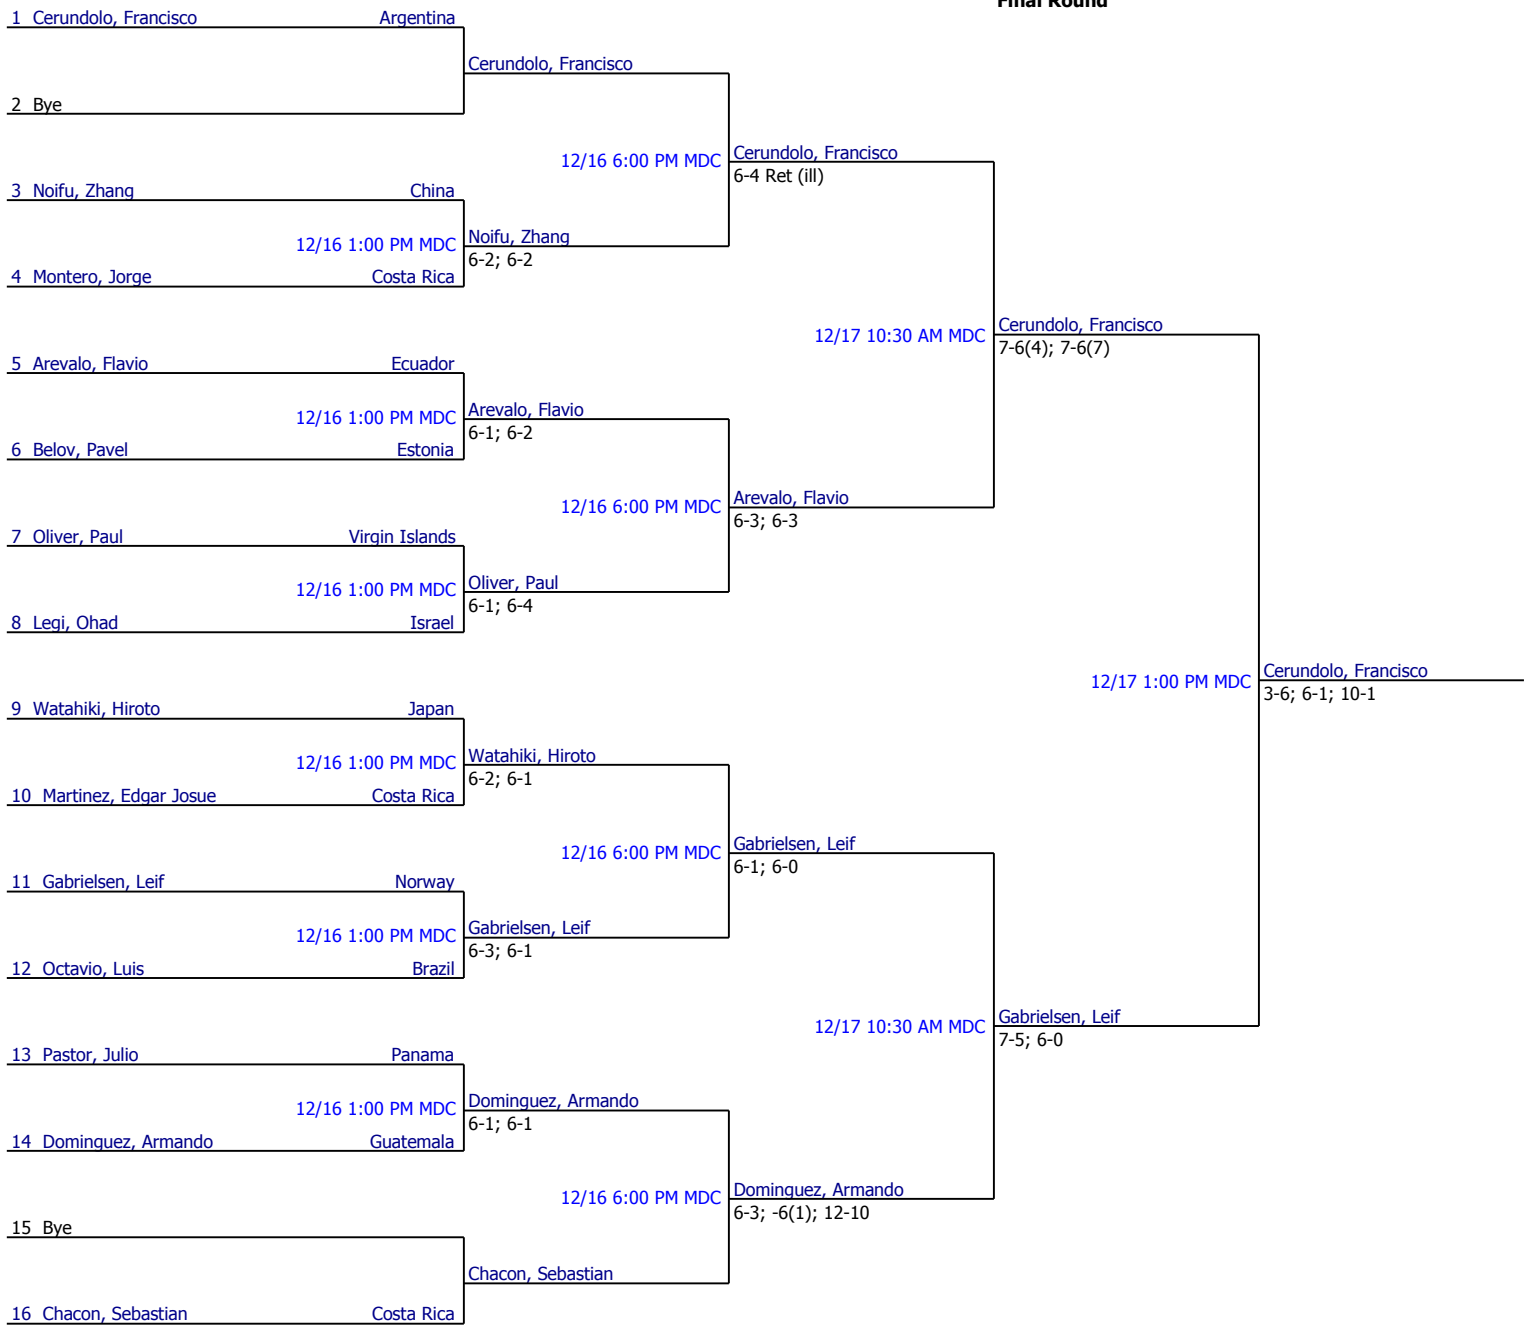 Final Round
1 Cerundolo, Francisco Argentina
Cerundolo, Francisco
2 Bye
12/16 6:00 PM MDC Cerundolo, Francisco
6-4 Ret (ill)
3 Noifu, Zhang China
12/16 1:00 PM MDC Noifu, Zhang
6-2; 6-2
4 Montero, Jorge Costa Rica
12/17 10:30 AM MDC Cerundolo, Francisco
7-6(4); 7-6(7)
5 Arevalo, Flavio Ecuador
12/16 1:00 PM MDC Arevalo, Flavio
6-1; 6-2
6 Belov, Pavel Estonia
12/16 6:00 PM MDC Arevalo, Flavio
6-3; 6-3
7 Oliver, Paul Virgin Islands
12/16 1:00 PM MDC Oliver, Paul
6-1; 6-4
8 Legi, Ohad Israel
12/17 1:00 PM MDC Cerundolo, Francisco
3-6; 6-1; 10-1
9 Watahiki, Hiroto Japan
12/16 1:00 PM MDC Watahiki, Hiroto
6-2; 6-1
10 Martinez, Edgar Josue Costa Rica
12/16 6:00 PM MDC Gabrielsen, Leif
6-1; 6-0
11 Gabrielsen, Leif Norway
12/16 1:00 PM MDC Gabrielsen, Leif
6-3; 6-1
12 Octavio, Luis Brazil
12/17 10:30 AM MDC Gabrielsen, Leif
7-5; 6-0
13 Pastor, Julio Panama
12/16 1:00 PM MDC Dominguez, Armando
6-1; 6-1
14 Dominguez, Armando Guatemala
12/16 6:00 PM MDC Dominguez, Armando
6-3; -6(1); 12-10
15 Bye
Chacon, Sebastian
16 Chacon, Sebastian Costa Rica